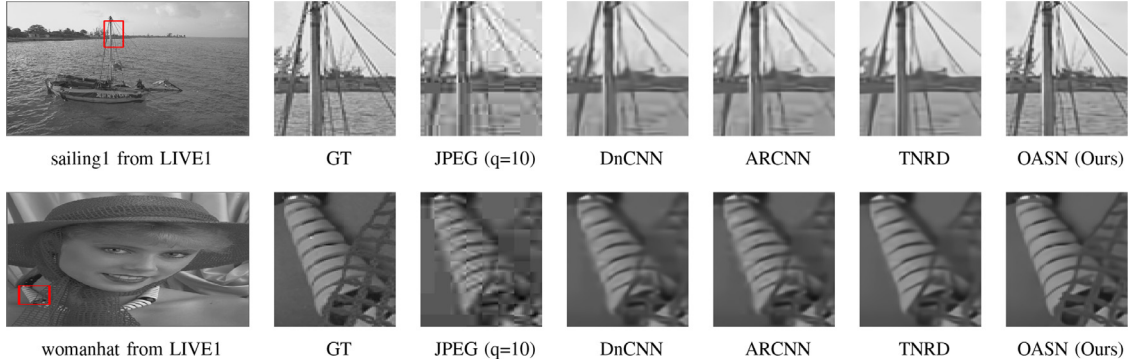 sailing1 from LIVE1 GT JPEG (q=10) DnCNN ARCNN TNRD OASN (Ours)
womanhat from LIVE1 GT JPEG (q=10) DnCNN ARCNN TNRD OASN (Ours)